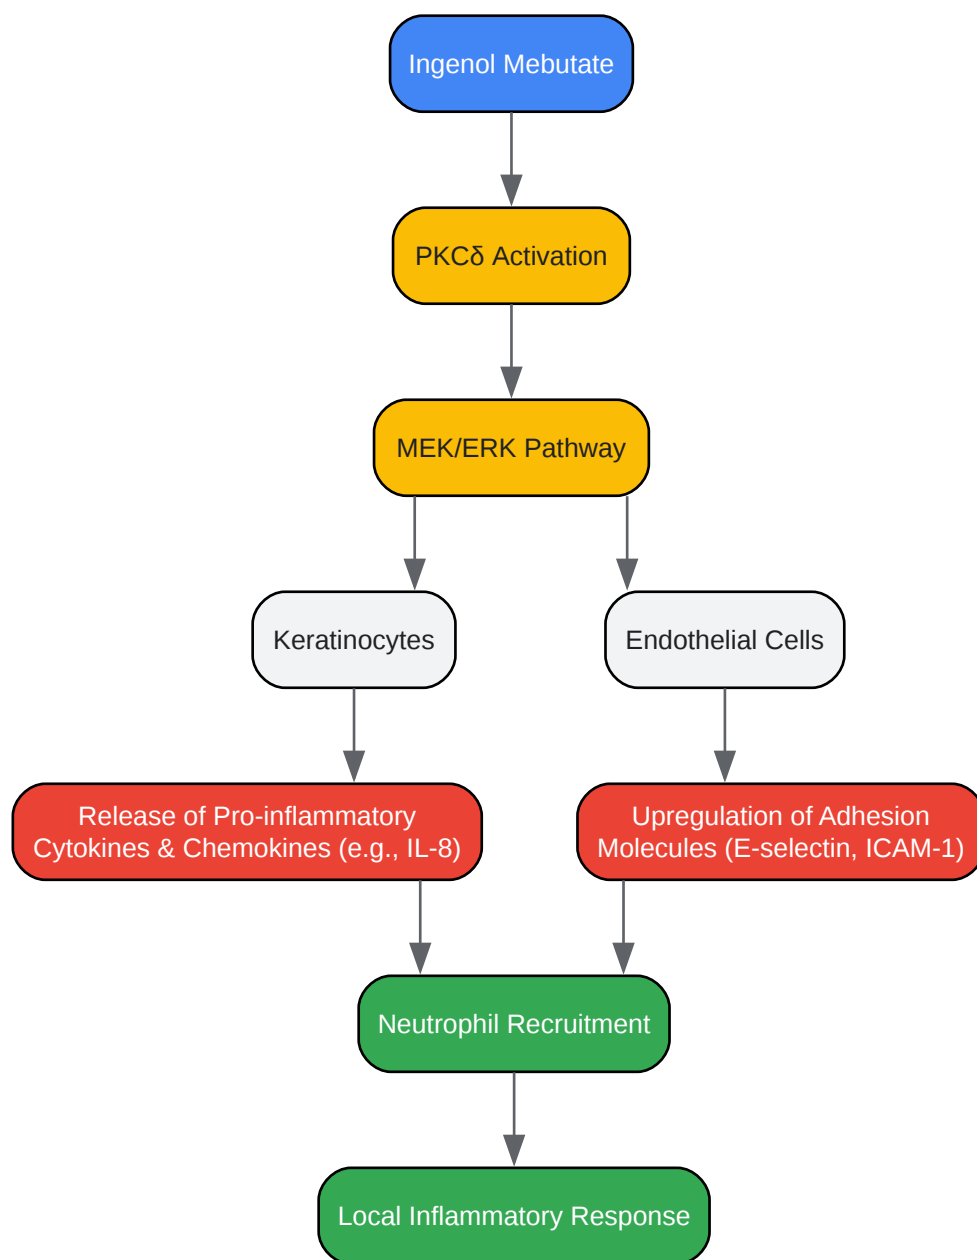 Ingenol Mebutate
PKCδ Activation
MEK/ERK Pathway
Keratinocytes
Endothelial Cells
Release of Pro-inflammatory
Cytokines & Chemokines (e.g., IL-8)
Upregulation of Adhesion
Molecules (E-selectin, ICAM-1)
Neutrophil Recruitment
Local Inflammatory Response